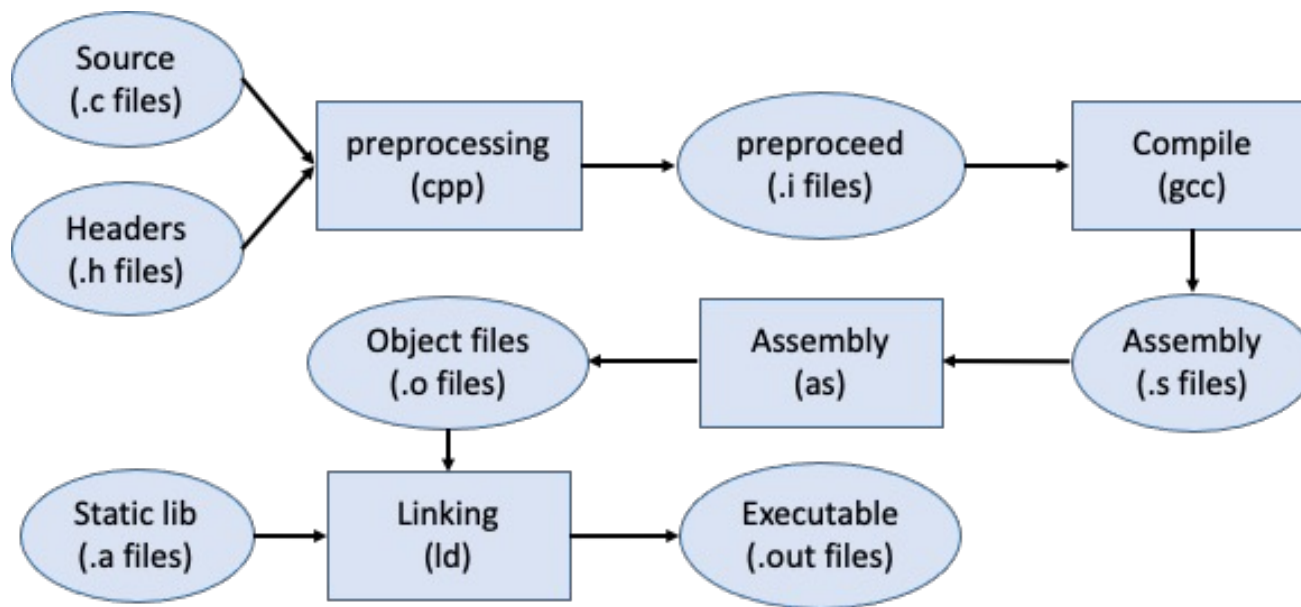 Source
(.c files)
Headers
(.h files)
preprocessing
(cpp)
preproceed
(.i files)
Compile
(gcc)
Object files
(.o files)
Assembly
(as)
Assembly
(.s files)
Static lib
(.a files)
Linking
(ld)
Executable
(.out files)